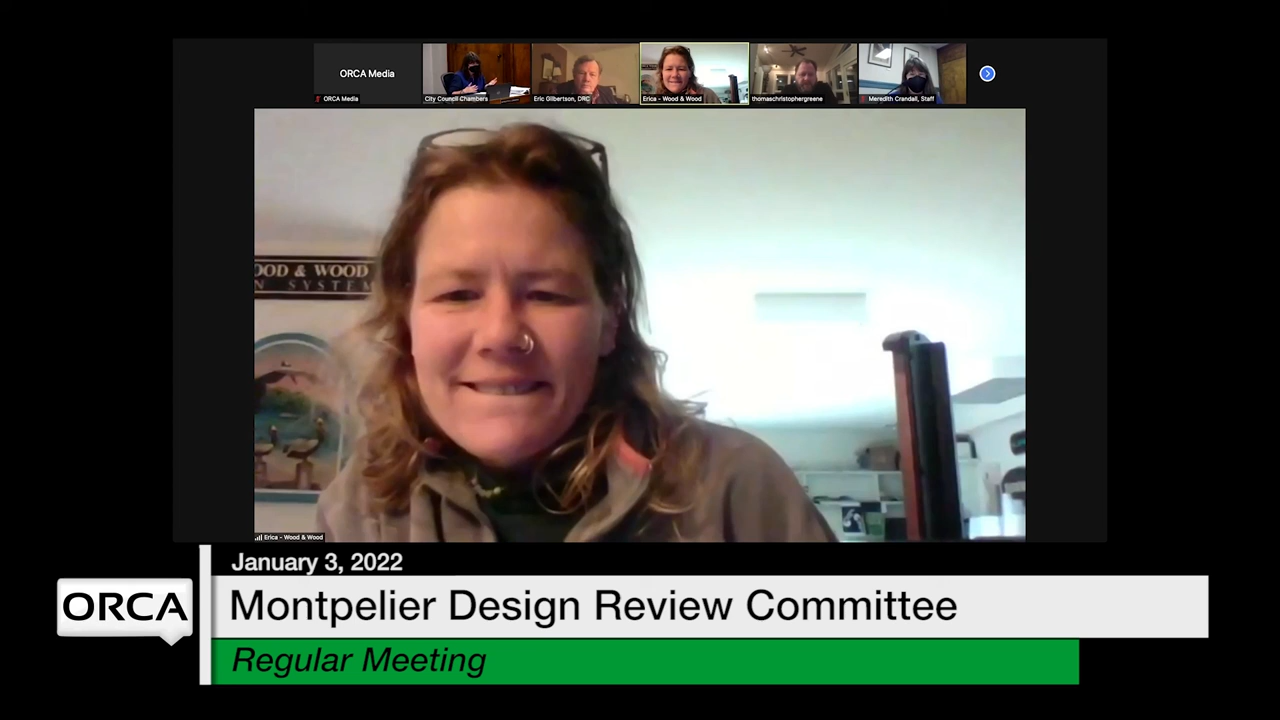 ORCA Media
ORCA Media
City Council Chambers
Eric Gilbertson, DRC
Erica - Wood & Wood
thomaschristophergreene
Meredith Crandall, Staff
OOD & WOOD
N SYSTEM
Erica - Wood & Wood
January 3, 2022
ORCA
Montpelier Design Review Committee
Regular Meeting